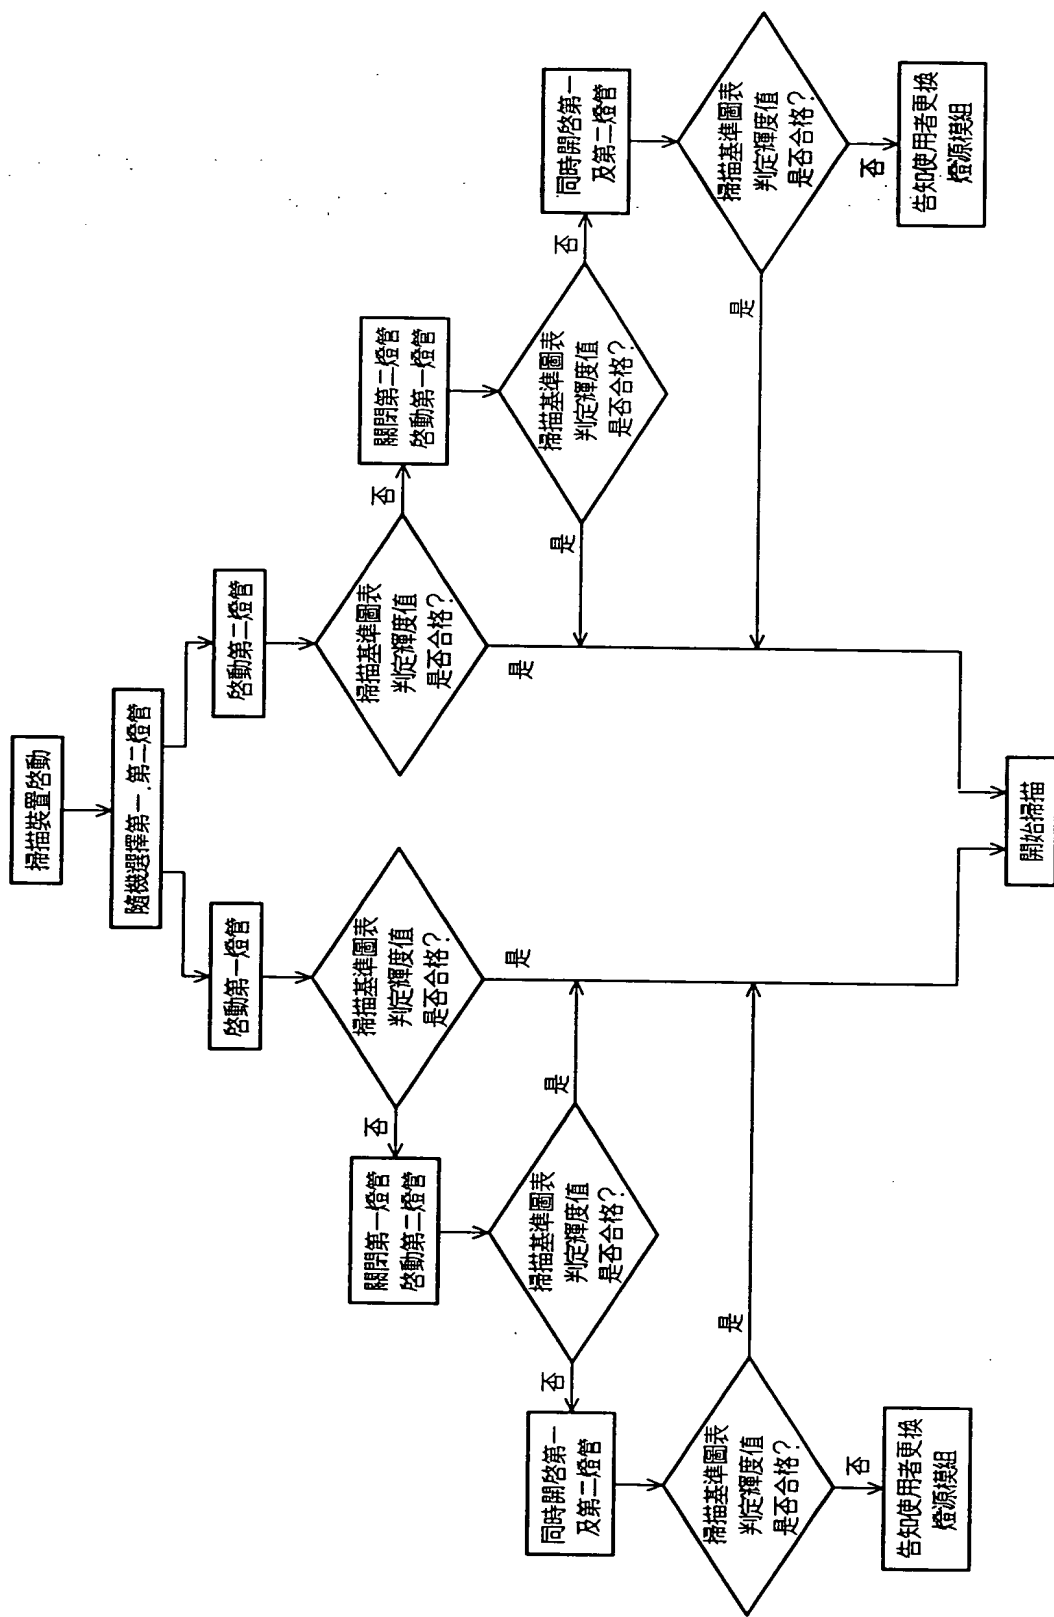 掃描裝置啓動
隨機選擇第一.第二燈管
啓動第一燈管
掃描基準圖表
判定輝度值
是否合格?
是
否
關閉第一燈管
啓動第二燈管
掃描基準圖表
判定輝度值
是否合格?
是
否
同時開啓第一
及第二燈管
掃描基準圖表
判定輝度值
是否合格?
是
否
告知使用者更換
燈源模組
啓動第二燈管
掃描基準圖表
判定輝度值
是否合格?
是
否
關閉第二燈管
啓動第一燈管
掃描基準圖表
判定輝度值
是否合格?
是
否
同時開啓第一
及第二燈管
掃描基準圖表
判定輝度值
是否合格?
是
否
告知使用者更換
燈源模組
開始掃描